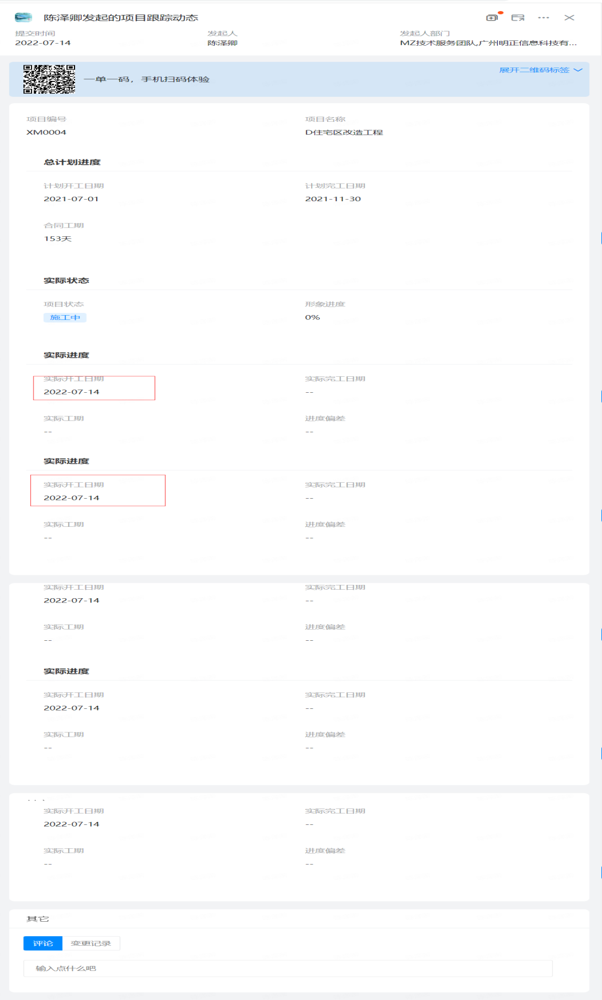 陈泽卿发起的项目跟踪动态
提交时间 发起人 发起人部门
2022-07-14 陈泽卿 MZ技术服务团队,广州明正信息科技有...
展开二维码标签
一单一码，手机扫码体验
项目编号 项目名称
XM0004 D住宅区改造工程
总计划进度
计划开工日期 计划完工日期
2021-07-01 2021-11-30
合同工期
153天
实际状态
项目状态 形象进度
施工中 0%
实际进度
实际开工日期 实际完工日期
2022-07-14 --
实际工期 进度偏差
-- --
实际进度
实际开工日期 实际完工日期
2022-07-14 --
实际工期 进度偏差
-- --
实际开工日期 实际完工日期
2022-07-14 --
实际工期 进度偏差
-- --
实际进度
实际开工日期 实际完工日期
2022-07-14 --
实际工期 进度偏差
-- --
实际开工日期 实际完工日期
2022-07-14 --
实际工期 进度偏差
-- --
其它
评论 变更记录
输入点什么吧